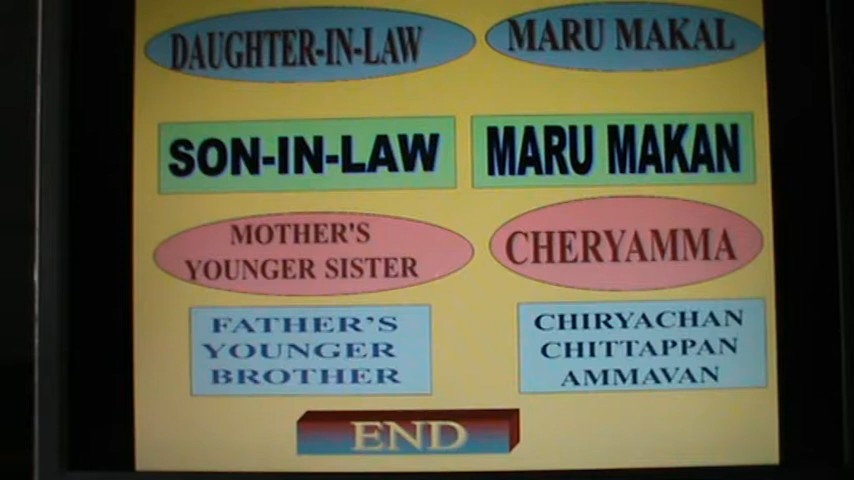 DAUGHTER-IN-LAW
MARU MAKAL
SON-IN-LAW
MARU MAKAN
MOTHER'S
YOUNGER SISTER
CHERYAMMA
FATHER'S
YOUNGER
BROTHER
CHIRYACHAN
CHITTAPPAN
AMMAVAN
END